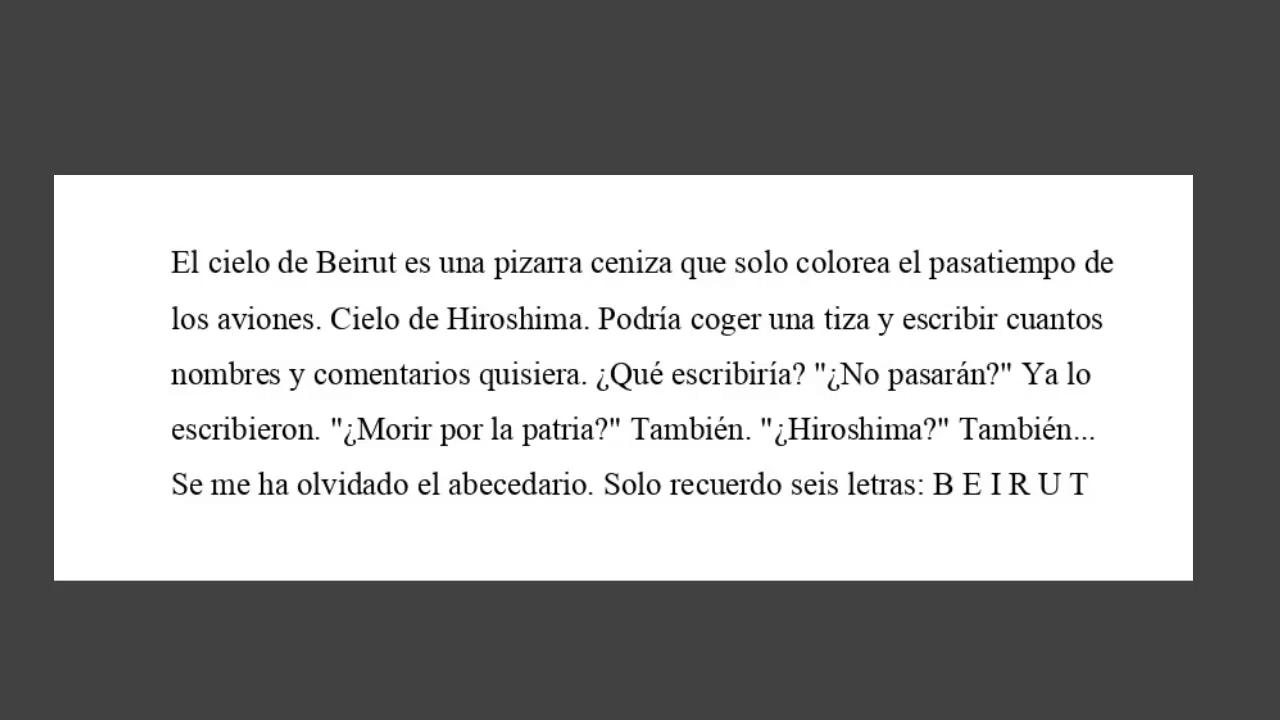 El cielo de Beirut es una pizarra ceniza que solo colorea el pasatiempo de
los aviones. Cielo de Hiroshima. Podría coger una tiza y escribir cuantos
nombres y comentarios quisiera. ¿Qué escribiría? "¿No pasarán?" Ya lo
escribieron. "¿Morir por la patria?" También. "¿Hiroshima?" También...
Se me ha olvidado el abecedario. Solo recuerdo seis letras: B E I R U T